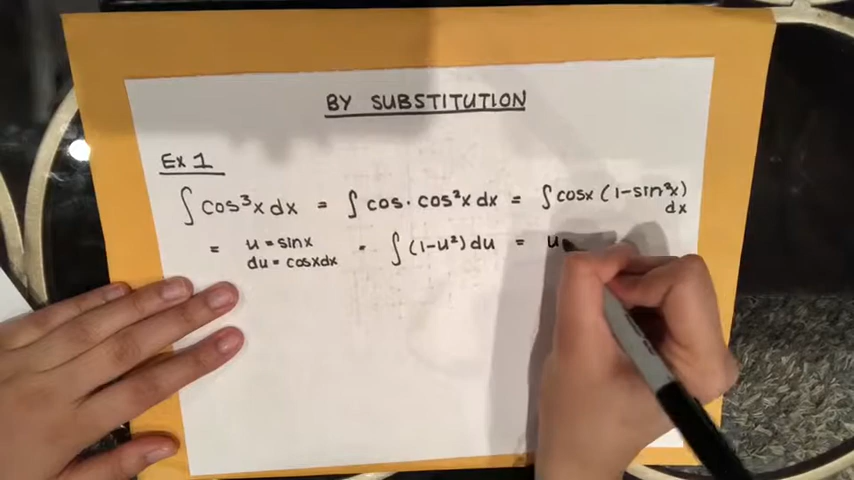 BY SUBSTITUTION
Ex 1
∫ cos³x dx = ∫ cos · cos²x dx = ∫ cosx (1-sin²x)
dx
= u = sinx = ∫ (1-u²) du = u
du = cosxdx